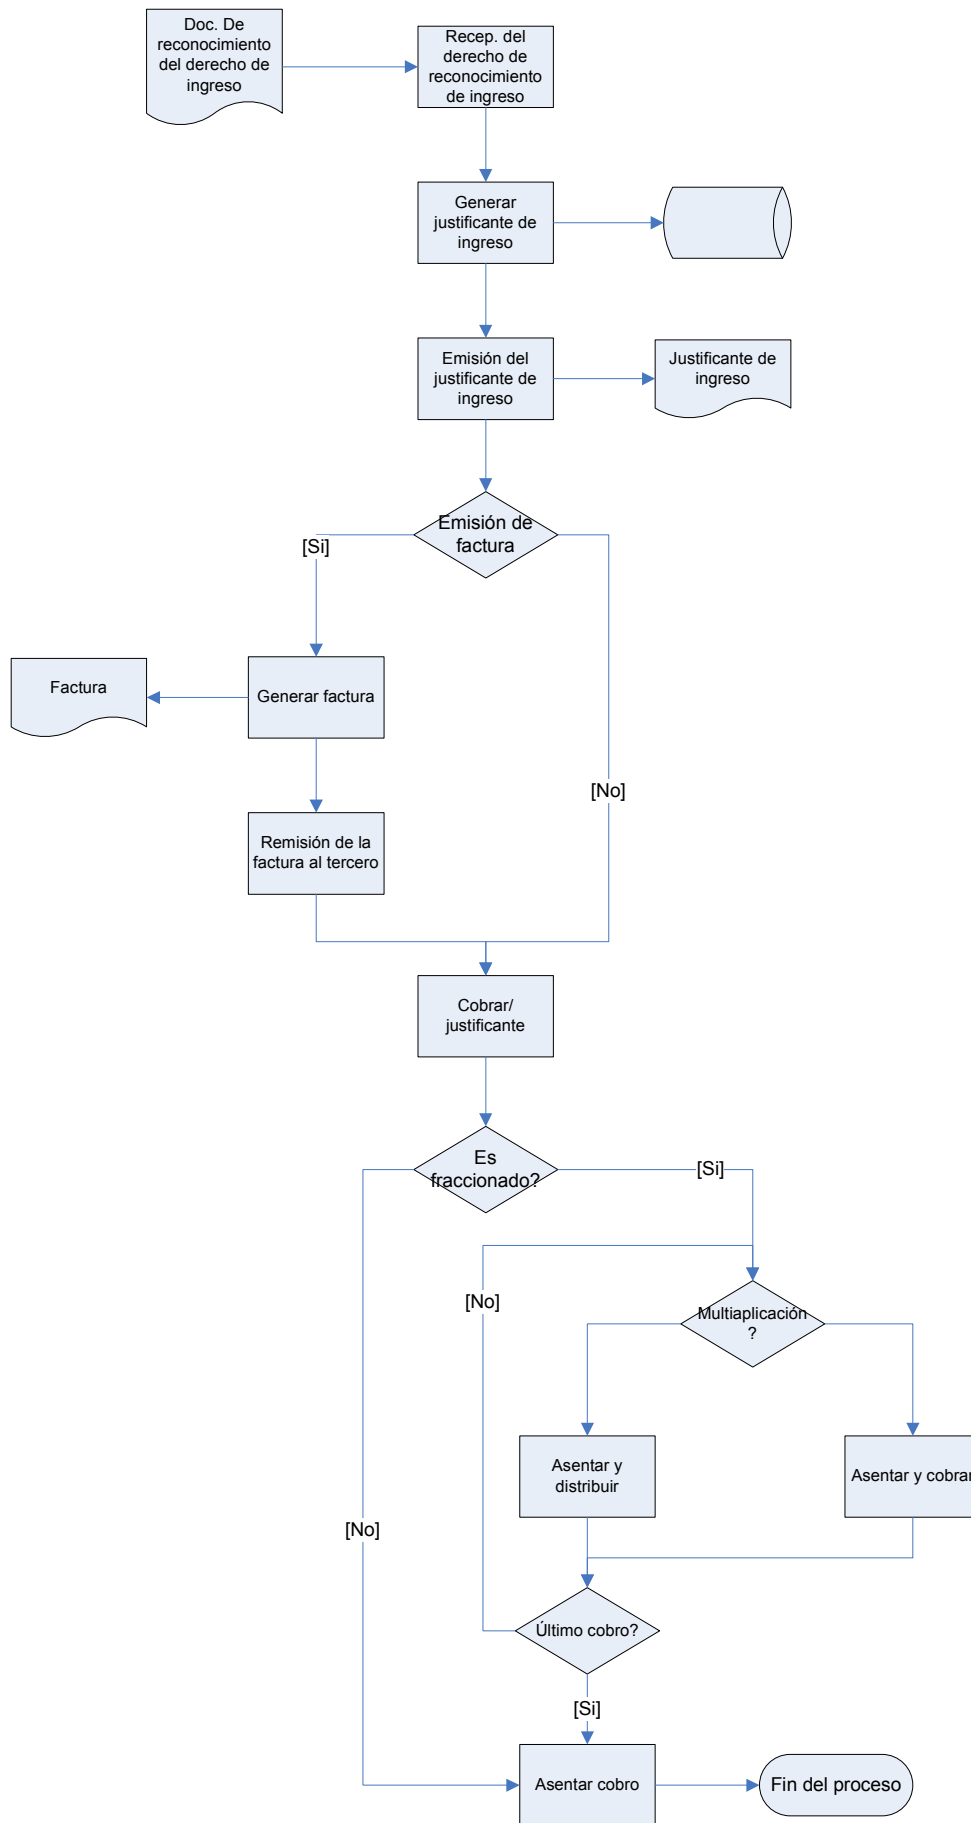 Doc. De
reconocimiento
del derecho de
ingreso
Recep. del
derecho de
reconocimiento
de ingreso
Generar
justificante de
ingreso
Emisión del
justificante de
ingreso
Justificante de
ingreso
Emisión de
factura
[Si]
Factura
Generar factura
[No]
Remisión de la
factura al tercero
Cobrar/
justificante
Es
fraccionado?
[Si]
[No]
Multiaplicación
?
Asentar y
distribuir
Asentar y cobrar
[No]
Último cobro?
[Si]
Asentar cobro
Fin del proceso